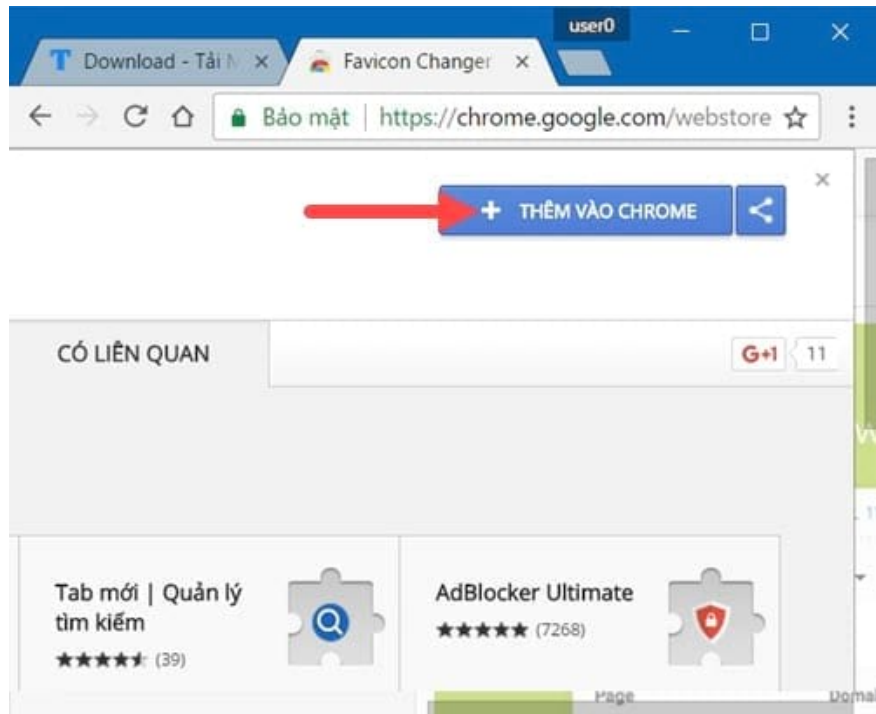 user0
T Download - Tải
Favicon Changer
Bảo mật
https://chrome.google.com/webstore
THÊM VÀO CHROME
CÓ LIÊN QUAN
G+1
11
Tab mới | Quản lý
tìm kiếm
(39)
AdBlocker Ultimate
(7268)
Page